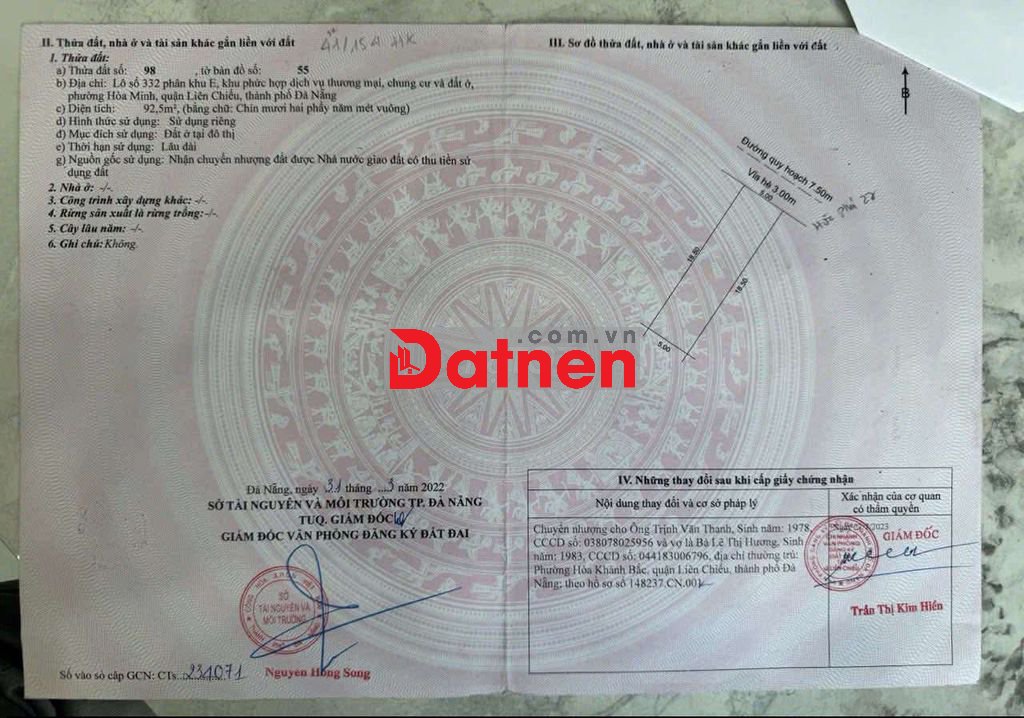 II. Thửa đất, nhà ở và tài sản khác gắn liền với đất
1. Thửa đất:
a) Thửa đất số: 98 , tờ bản đồ số: 55
b) Địa chỉ: Lô số 332 phân khu E, khu phức hợp dịch vụ thương mại, chung cư và đất ở,
phường Hòa Minh, quận Liên Chiểu, thành phố Đà Nẵng
c) Diện tích: 92,5m², (bằng chữ: Chín mươi hai phẩy năm mét vuông)
d) Hình thức sử dụng: Sử dụng riêng
đ) Mục đích sử dụng: Đất ở tại đô thị
e) Thời hạn sử dụng: Lâu dài
g) Nguồn gốc sử dụng: Nhận chuyển nhượng đất được Nhà nước giao đất có thu tiền sử
dụng đất
2. Nhà ở: -/-.
3. Công trình xây dựng khác: -/-.
4. Rừng sản xuất là rừng trồng:-/-.
5. Cây lâu năm: -/-.
6. Ghi chú: Không.
Đà Nẵng, ngày 31 tháng ...3 năm 2022
SỞ TÀI NGUYÊN VÀ MÔI TRƯỜNG TP. ĐÀ NẴNG
TUQ. GIÁM ĐỐC
GIÁM ĐỐC VĂN PHÒNG ĐĂNG KÝ ĐẤT ĐAI
SỞ
TÀI NGUYÊN VÀ
MÔI TRƯỜNG
Nguyễn Hồng Song
Số vào sổ cấp GCN: CTs 234071
III. Sơ đồ thửa đất, nhà ở và tài sản khác gắn liền với đất
B
Đường quy hoạch 7.50m
Vỉa hè 3.00m
5.00
18.50
18.50
5.00
.com.vn
Datnen
IV. Những thay đổi sau khi cấp giấy chứng nhận
Nội dung thay đổi và cơ sở pháp lý
Xác nhận của cơ quan
có thẩm quyền
Chuyển nhượng cho Ông Trịnh Văn Thanh, Sinh năm: 1978,
CCCD số: 038078025956 và vợ là Bà Lê Thị Hương, Sinh
năm: 1983, CCCD số: 044183006796, địa chỉ thường trú:
Phường Hòa Khánh Bắc, quận Liên Chiểu, thành phố Đà
Nẵng; theo hồ sơ số 148237.CN.001
GIÁM ĐỐC
Trần Thị Kim Hiền